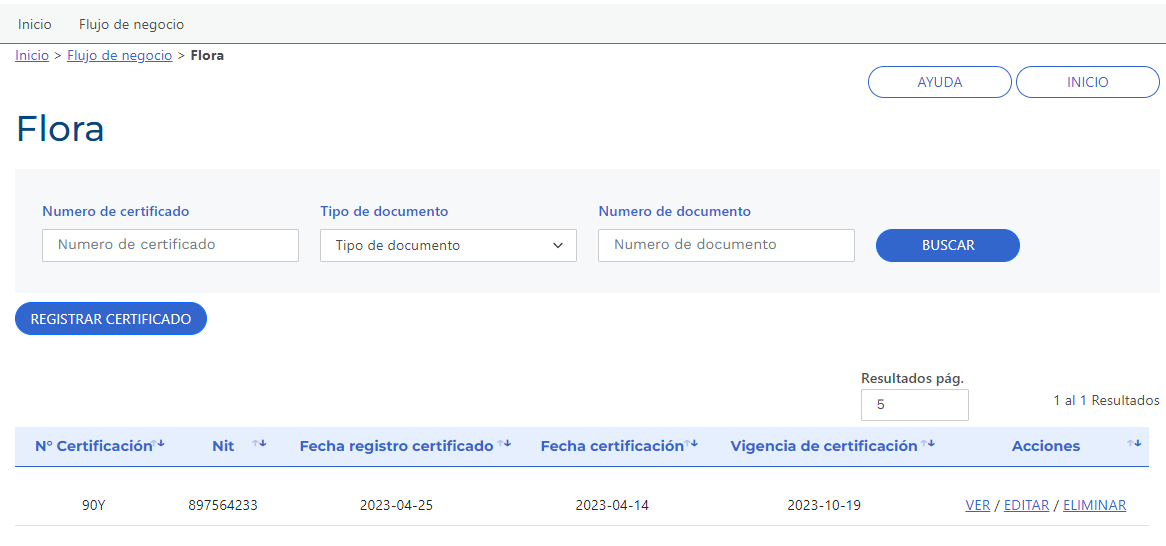 Inicio Flujo de negocio
Inicio > Flujo de negocio > Flora
AYUDA INICIO
Flora
Numero de certificado Tipo de documento Numero de documento
Numero de certificado Tipo de documento Numero de documento BUSCAR
REGISTRAR CERTIFICADO
Resultados pág.
5 1 al 1 Resultados
N° Certificación Nit Fecha registro certificado Fecha certificación Vigencia de certificación Acciones
90Y 897564233 2023-04-25 2023-04-14 2023-10-19 VER / EDITAR / ELIMINAR